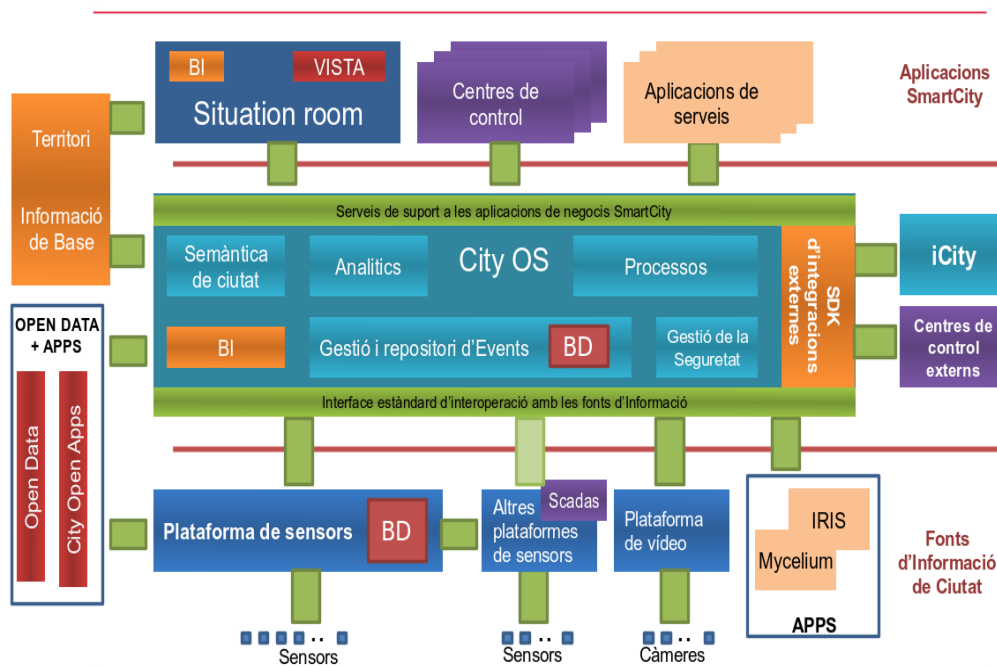 BI
VISTA
Situation room
Centres de
control
Aplicacions de
serveis
Aplicacions
SmartCity
Territori
Informació
de Base
Serveis de suport a les aplicacions de negocis SmartCity
Semàntica
de ciutat
Analitics
City OS
Processos
SDK
d'integracions
externes
iCity
BI
Gestió i repositori d'Events
BD
Gestió de la
Seguretat
Centres de
control
externs
Interface estàndard d'interoperació amb les fonts d'Informació
OPEN DATA
+ APPS
Open Data
City Open Apps
Plataforma de sensors
BD
Altres
plataformes
de sensors
Scadas
Plataforma
de vídeo
IRIS
Mycelium
APPS
Fonts
d'Informació
de Ciutat
Sensors
Sensors
Càmeres